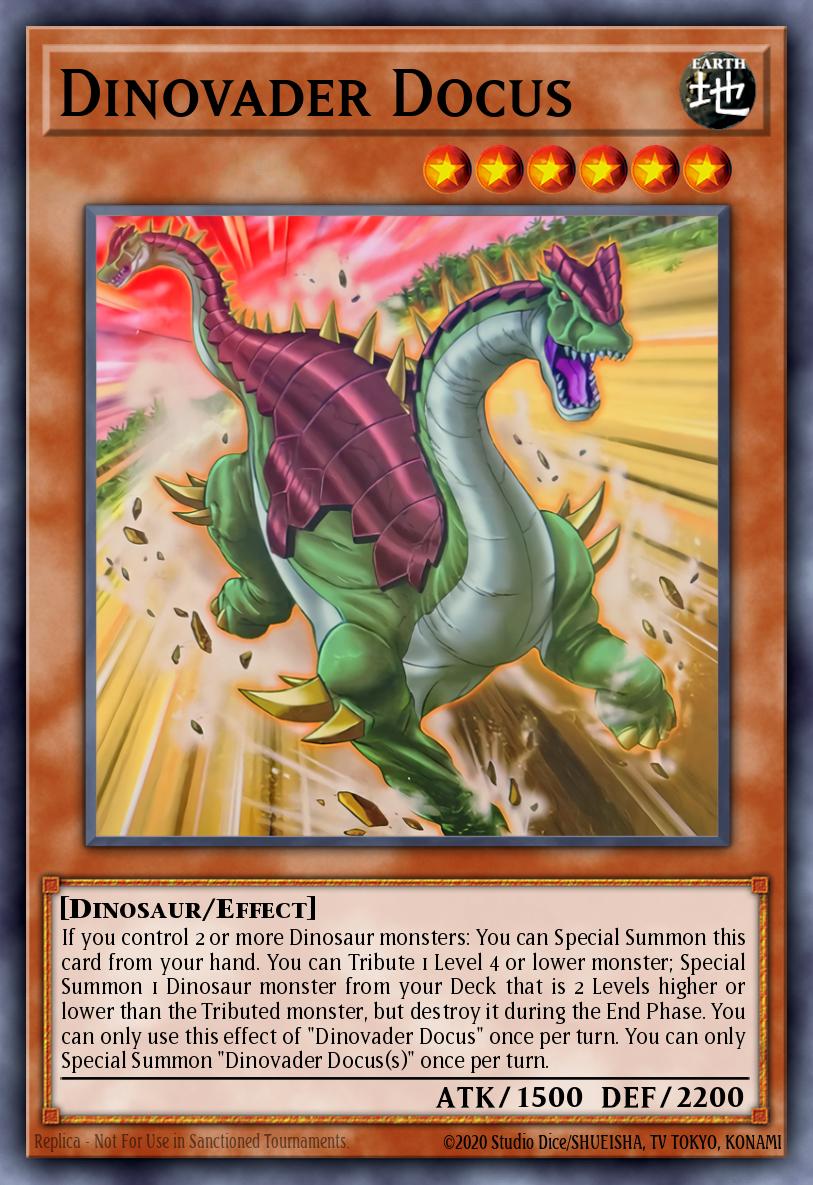 Dinovader Docus
EARTH
地
[Dinosaur/Effect]
If you control 2 or more Dinosaur monsters: You can Special Summon this
card from your hand. You can Tribute 1 Level 4 or lower monster; Special
Summon 1 Dinosaur monster from your Deck that is 2 Levels higher or
lower than the Tributed monster, but destroy it during the End Phase. You
can only use this effect of "Dinovader Docus" once per turn. You can only
Special Summon "Dinovader Docus(s)" once per turn.
ATK/1500 DEF/2200
Replica - Not For Use in Sanctioned Tournaments.
©2020 Studio Dice/SHUEISHA, TV TOKYO, KONAMI